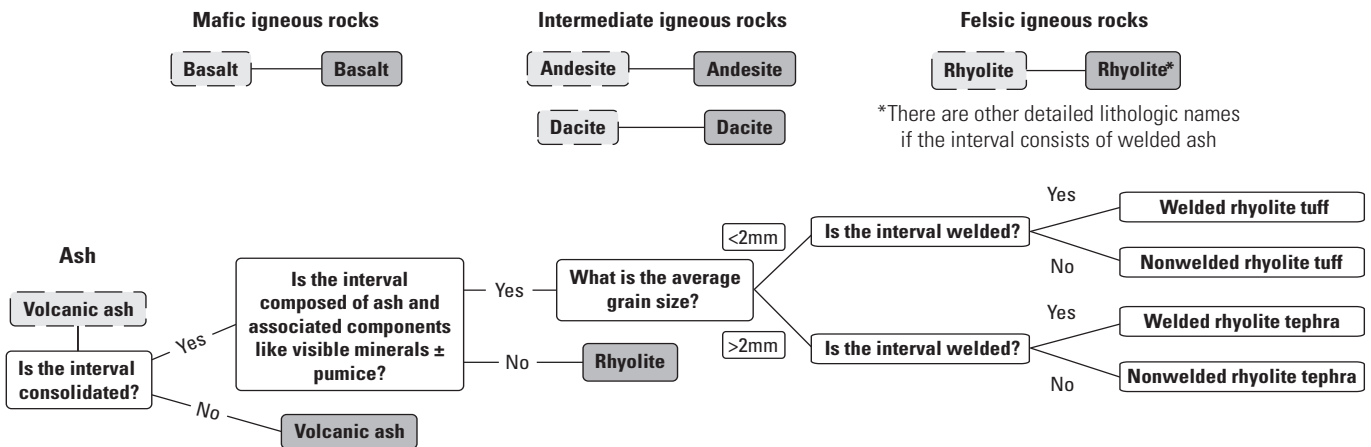 Mafic igneous rocks
Basalt
Basalt
Intermediate igneous rocks
Andesite
Andesite
Dacite
Dacite
Felsic igneous rocks
Rhyolite
Rhyolite*
*There are other detailed lithologic names
if the interval consists of welded ash
Ash
Volcanic ash
Is the interval
consolidated?
Yes
No
Volcanic ash
Is the interval
composed of ash and
associated components
like visible minerals ±
pumice?
Yes
No
Rhyolite
What is the average
grain size?
<2mm
>2mm
Is the interval welded?
Yes
Welded rhyolite tuff
No
Nonwelded rhyolite tuff
Is the interval welded?
Yes
Welded rhyolite tephra
No
Nonwelded rhyolite tephra